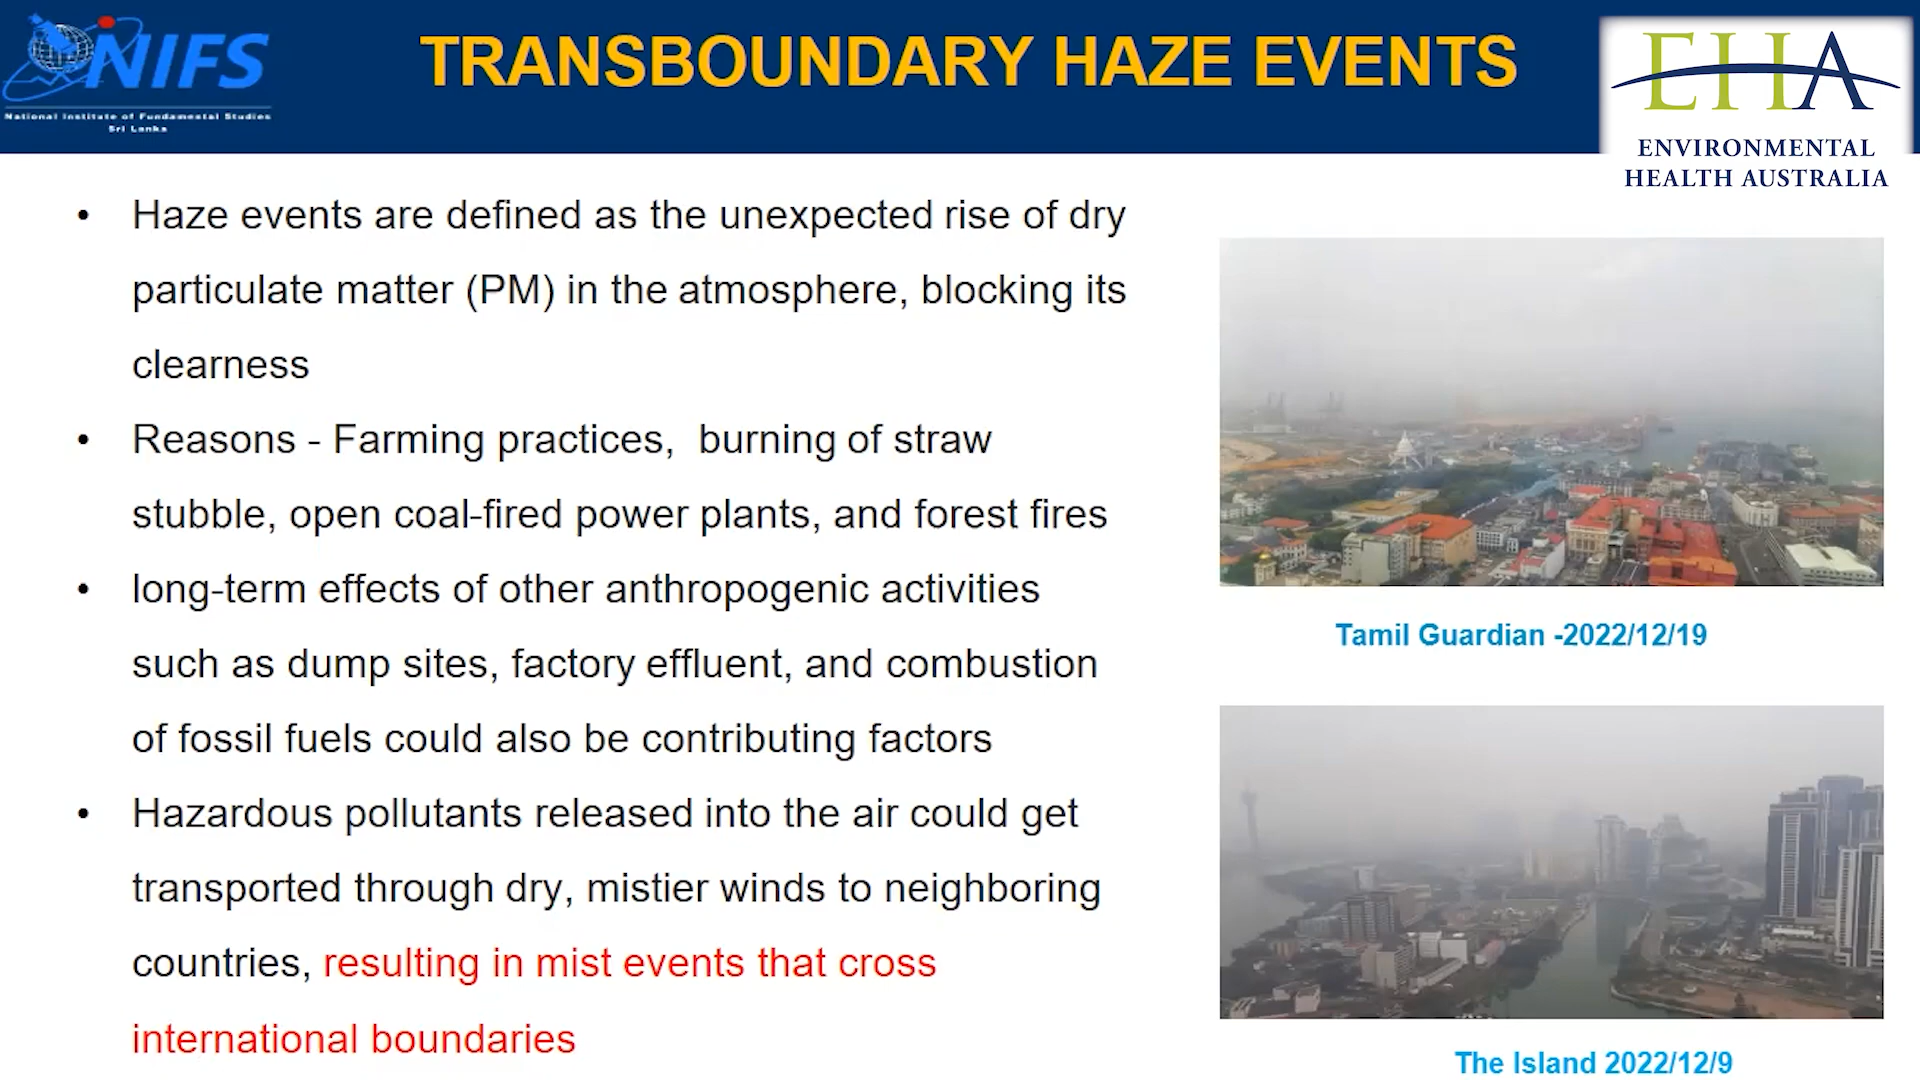 NIFS
National Institute of Fundamental Studies
Sri Lanka
TRANSBOUNDARY HAZE EVENTS
EHA
ENVIRONMENTAL
HEALTH AUSTRALIA
• Haze events are defined as the unexpected rise of dry
particulate matter (PM) in the atmosphere, blocking its
clearness
• Reasons - Farming practices,  burning of straw
stubble, open coal-fired power plants, and forest fires
• long-term effects of other anthropogenic activities
such as dump sites, factory effluent, and combustion
of fossil fuels could also be contributing factors
• Hazardous pollutants released into the air could get
transported through dry, mistier winds to neighboring
countries, resulting in mist events that cross
international boundaries
Tamil Guardian -2022/12/19
The Island 2022/12/9